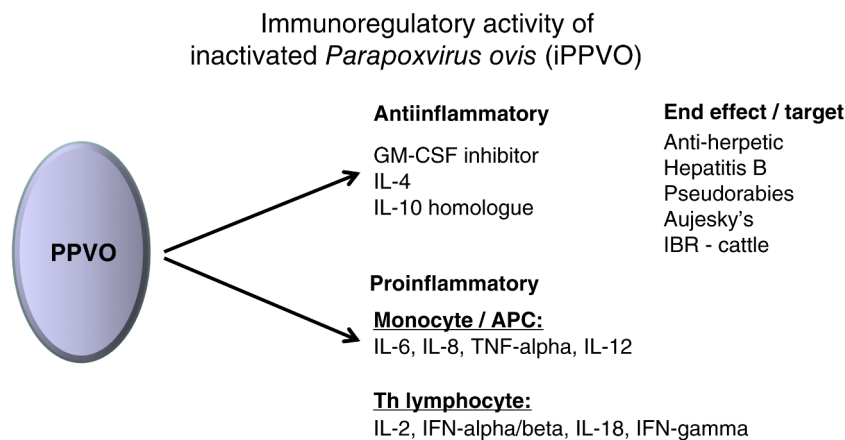 Immunoregulatory activity of
inactivated Parapoxvirus ovis (iPPVO)
PPVO
Antiinflammatory
GM-CSF inhibitor
IL-4
IL-10 homologue
End effect / target
Anti-herpetic
Hepatitis B
Pseudorabies
Aujesky's
IBR - cattle
Proinflammatory
Monocyte / APC:
IL-6, IL-8, TNF-alpha, IL-12
Th lymphocyte:
IL-2, IFN-alpha/beta, IL-18, IFN-gamma